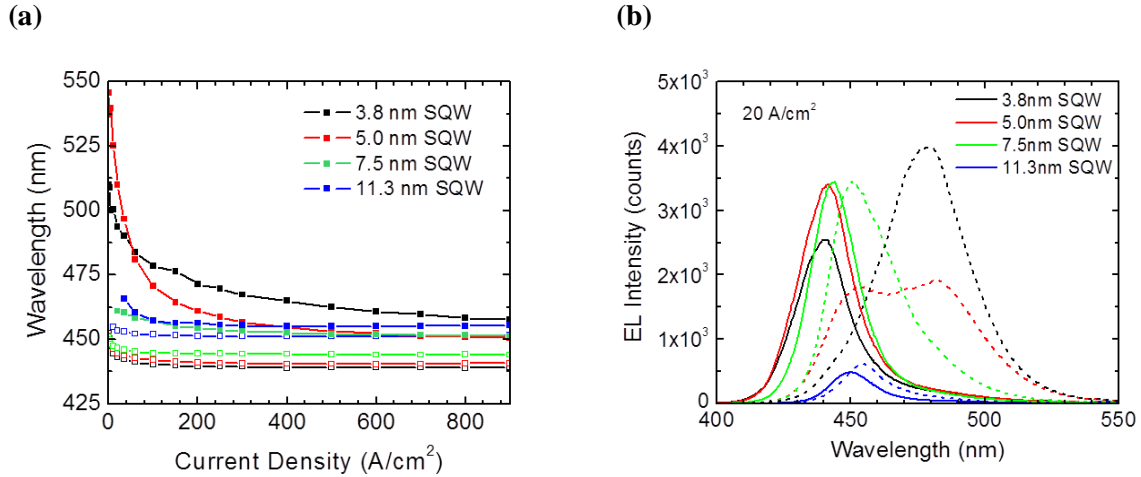 (a)
(b)
550
525
500
475
450
425
0
200
400
600
800
Wavelength (nm)
Current Density (A/cm²)
3.8 nm SQW
5.0nm SQW
7.5 nm SQW
11.3 nm SQW
5x10³
4x10³
3x10³
2x10³
1x10³
0
400
450
500
550
EL Intensity (counts)
Wavelength (nm)
20 A/cm²
3.8nm SQW
5.0nm SQW
7.5nm SQW
11.3nm SQW